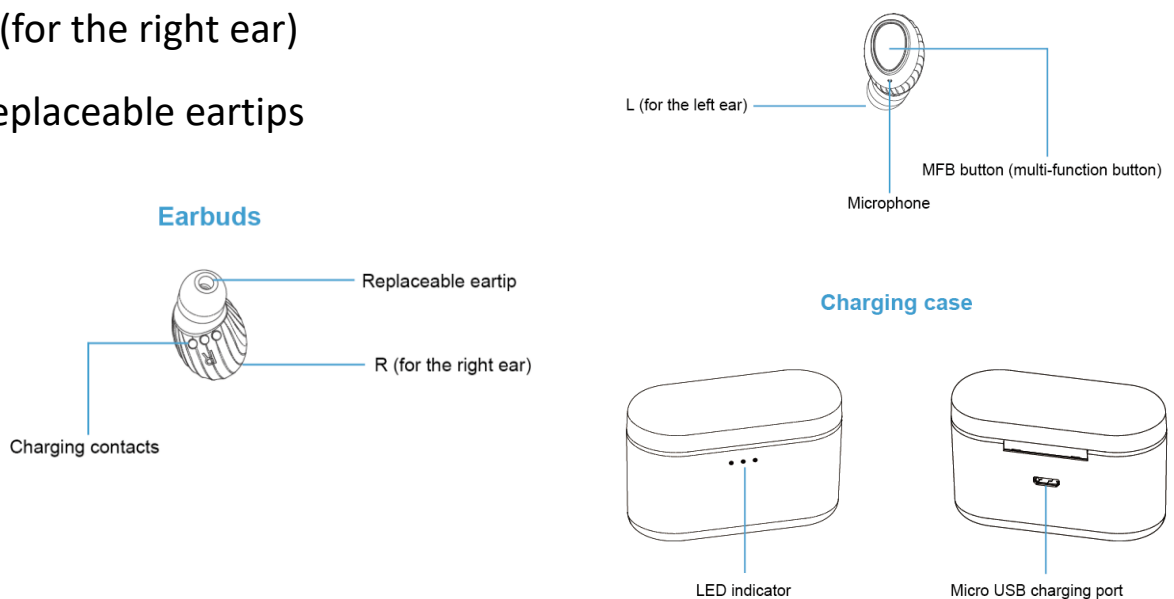 (for the right ear)
eplaceable eartips
L (for the left ear)
MFB button (multi-function button)
Microphone
Earbuds
Replaceable eartip
R (for the right ear)
R
Charging contacts
Charging case
LED indicator
Micro USB charging port